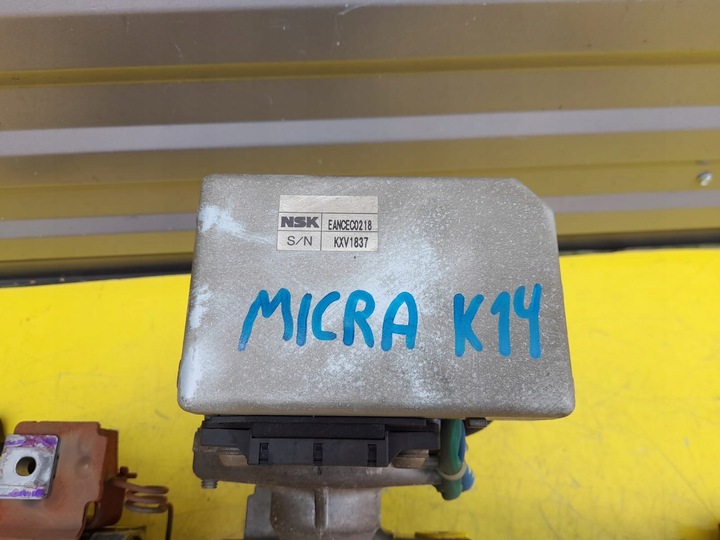 NSK EANCEC0218
S/N KXV1837
MICRA K14